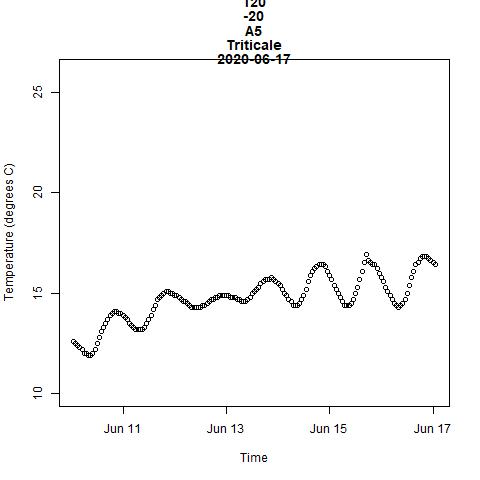 120
-20
A5
Triticale
2020-06-17
Temperature (degrees C)
25
20
15
10
Jun 11
Jun 13
Jun 15
Jun 17
Time